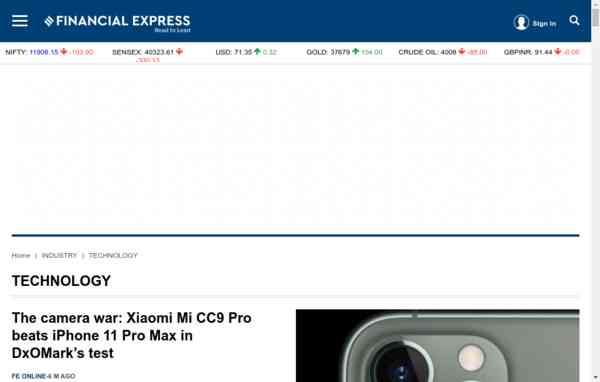 FINANCIAL EXPRESS
Read to Lead
Sign In
NIFTY: 11908.15 -103.90 SENSEX: 40323.61 -330.13 USD: 71.35 0.32 GOLD: 37679 104.00 CRUDE OIL: 4006 -85.00 GBPINR: 91.44 -0.06
Home | INDUSTRY | TECHNOLOGY
TECHNOLOGY
The camera war: Xiaomi Mi CC9 Pro
beats iPhone 11 Pro Max in
DxOMark's test
FE ONLINE-6 M AGO